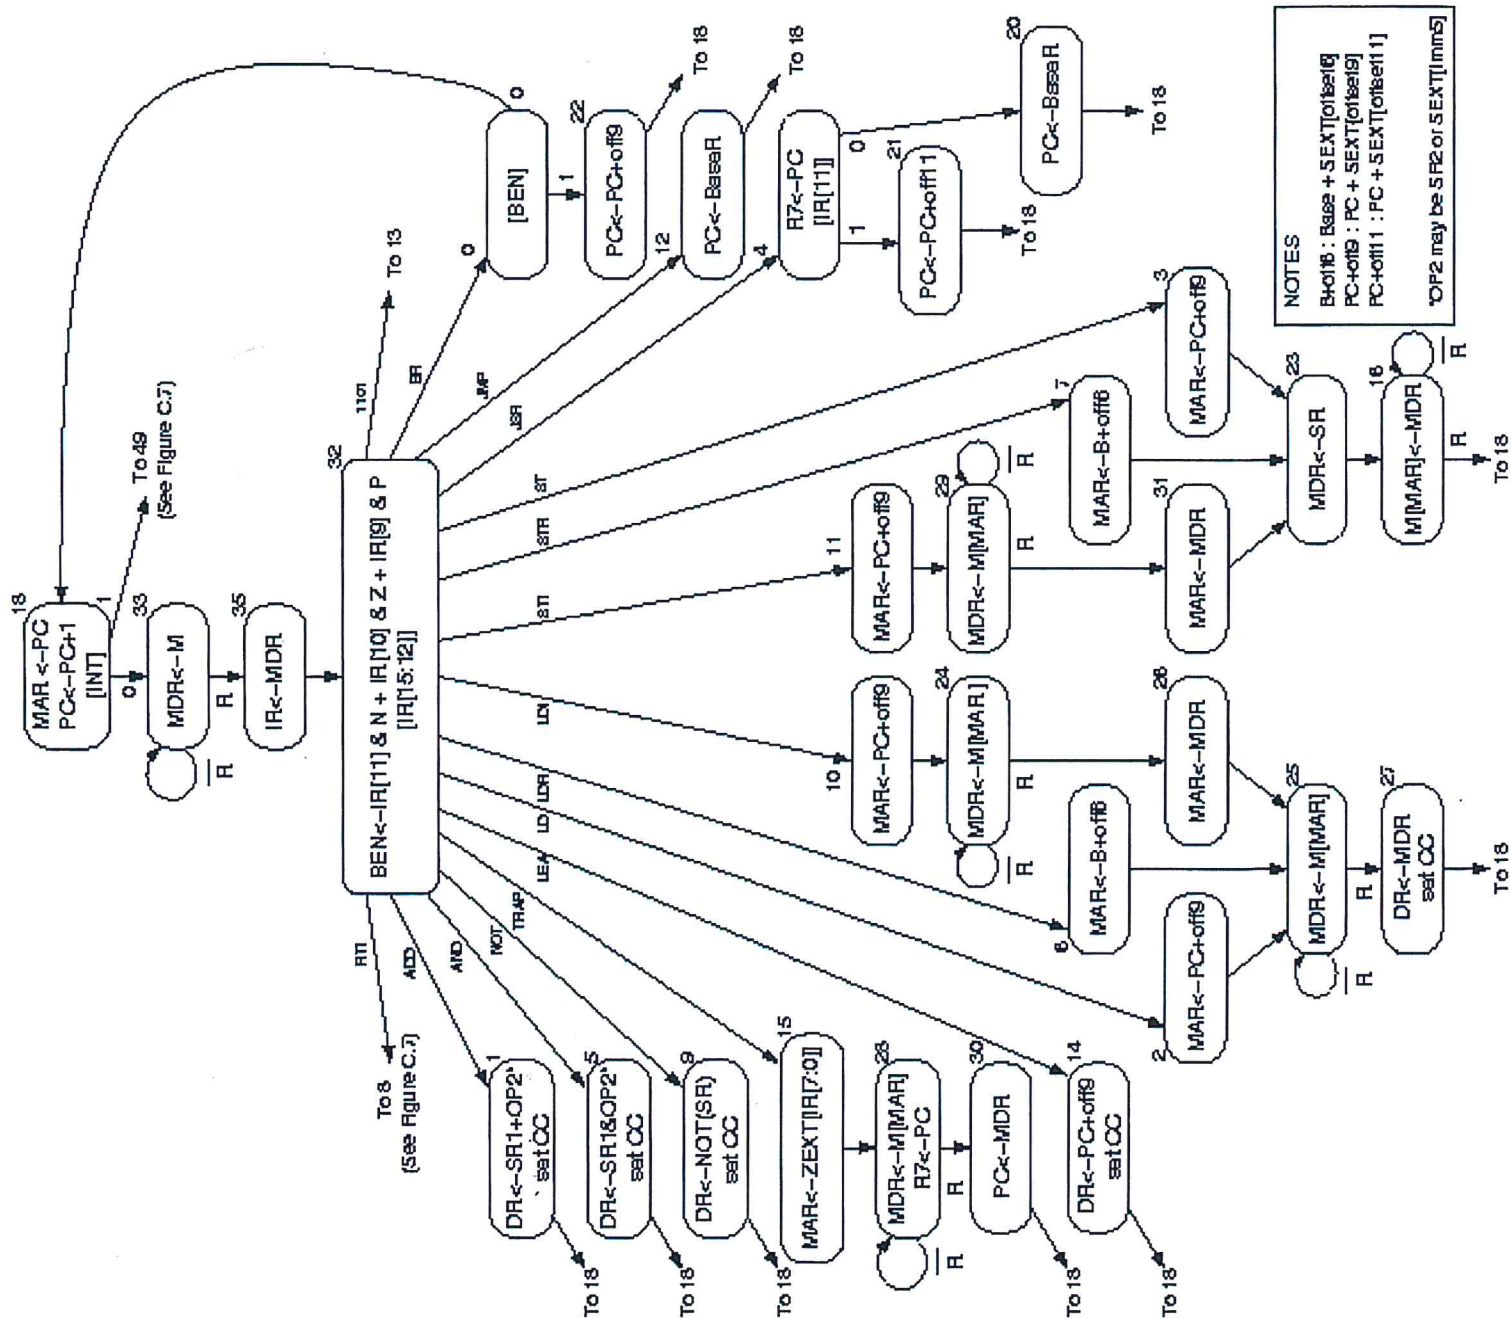 18
MAR <-PC
PC<-PC+1
[INT]
1
0
To 49
(See Figure C.7)
33
MDR<-M
R
R
35
IR<-MDR
32
BEN<-IR[11] & N + IR[10] & Z + IR[9] & P
[IR[15:12]]
RTI
To 8
(See Figure C.7)
ADD
1
DR<-SR1+OP2*
set CC
To 18
AND
5
DR<-SR1&OP2*
set CC
To 18
NOT
9
DR<-NOT(SR)
set CC
To 18
TRAP
15
MAR<-ZEXT[IR[7:0]]
28
MDR<-M[MAR]
R7<-PC
R
R
30
PC<-MDR
To 18
LEA
14
DR<-PC+off9
set CC
To 18
LD
2
MAR<-PC+off9
LDR
6
MAR<-B+off6
LDI
10
MAR<-PC+off9
24
MDR<-M[MAR]
R
R
26
MAR<-MDR
25
MDR<-M[MAR]
R
R
27
DR<-MDR
set CC
To 18
STI
11
MAR<-PC+off9
29
MDR<-M[MAR]
R
R
31
MAR<-MDR
STR
7
MAR<-B+off6
ST
3
MAR<-PC+off9
23
MDR<-SR
16
M[MAR]<-MDR
R
R
To 18
JSR
4
R7<-PC
[IR[11]]
1
0
21
PC<-PC+off11
To 18
20
PC<-BaseR
To 18
JMP
12
PC<-BaseR
To 18
BR
0
[BEN]
0
1
22
PC<-PC+off9
To 18
1101
To 13
NOTES
B+off6 : Base + SEXT[offset6]
PC+off9 : PC + SEXT[offset9]
PC+off11 : PC + SEXT[offset11]
*OP2 may be SR2 or SEXT[imm5]